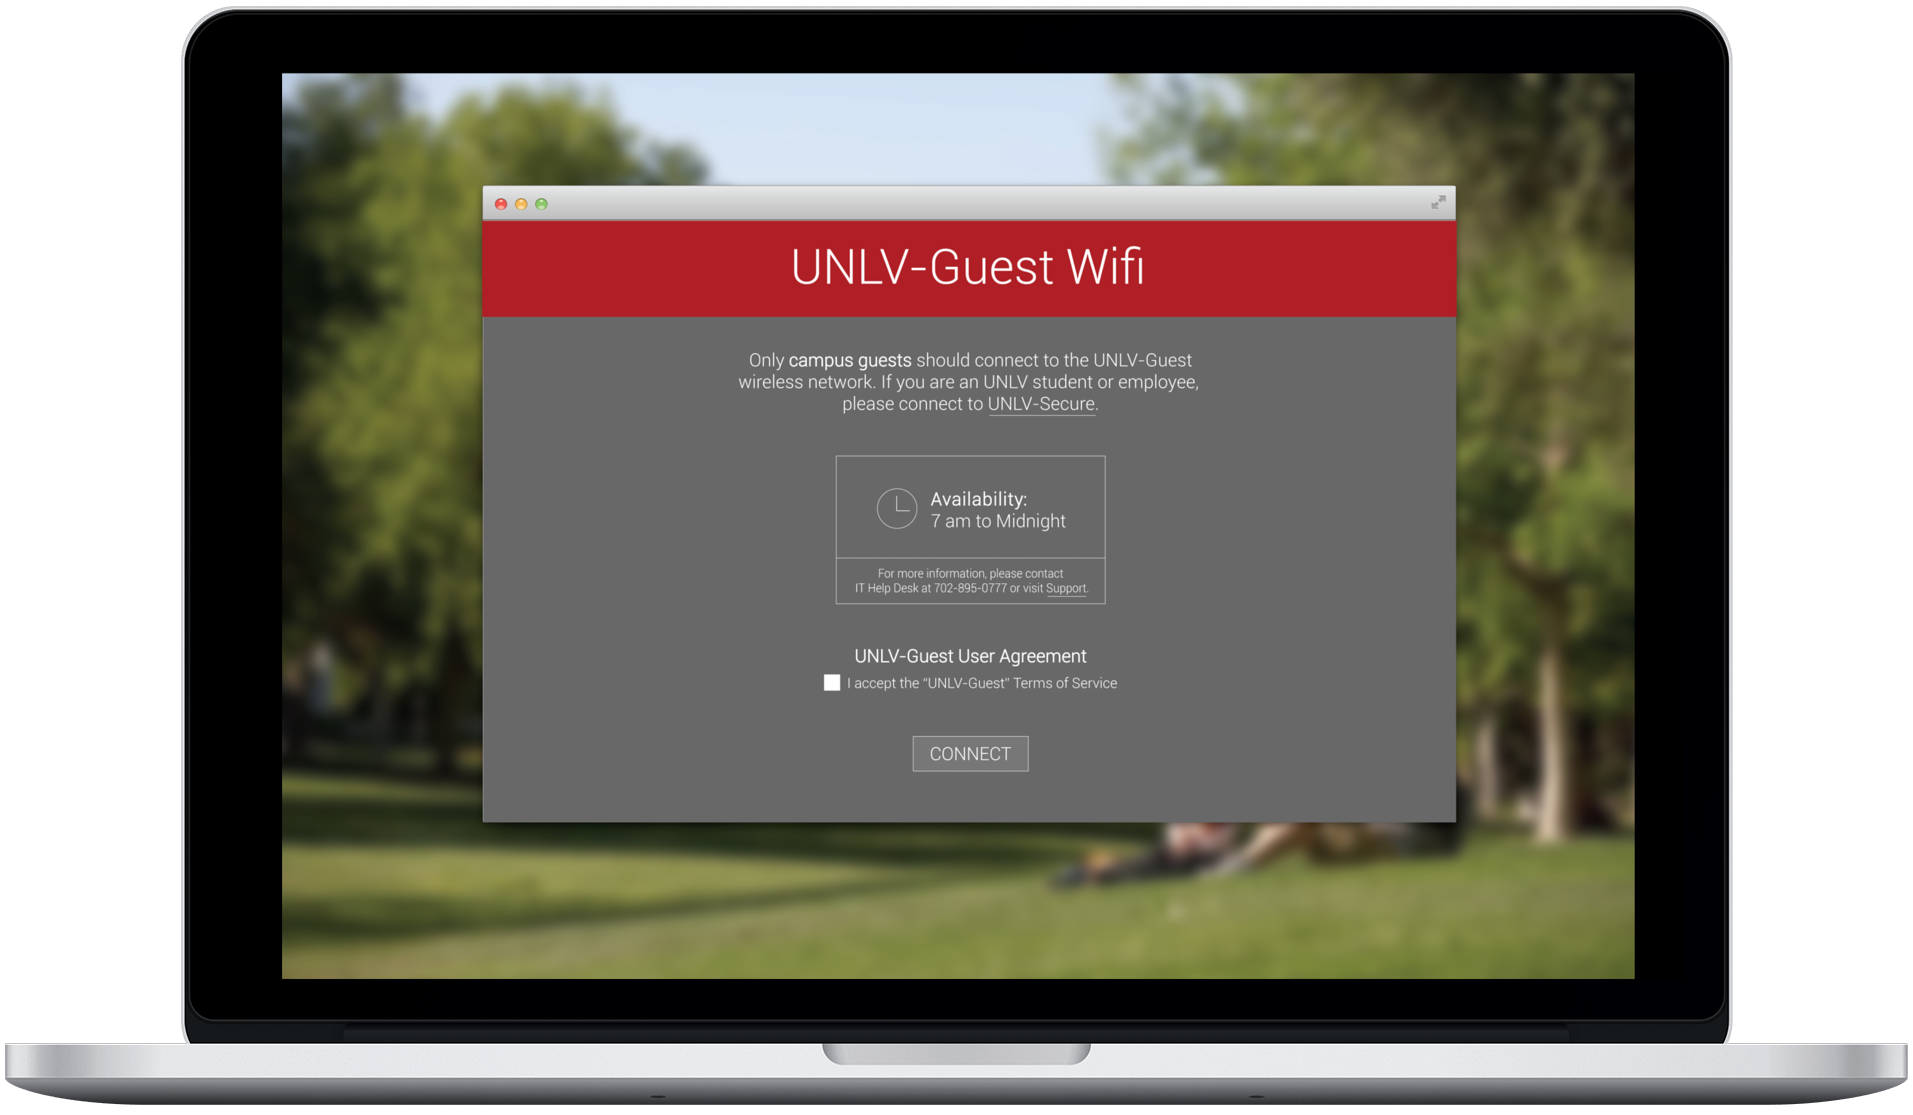 UNLV-Guest Wifi
Only campus guests should connect to the UNLV-Guest
wireless network. If you are an UNLV student or employee,
please connect to UNLV-Secure.
Availability:
7 am to Midnight
For more information, please contact
IT Help Desk at 702-895-0777 or visit Support.
UNLV-Guest User Agreement
I accept the “UNLV-Guest” Terms of Service
CONNECT